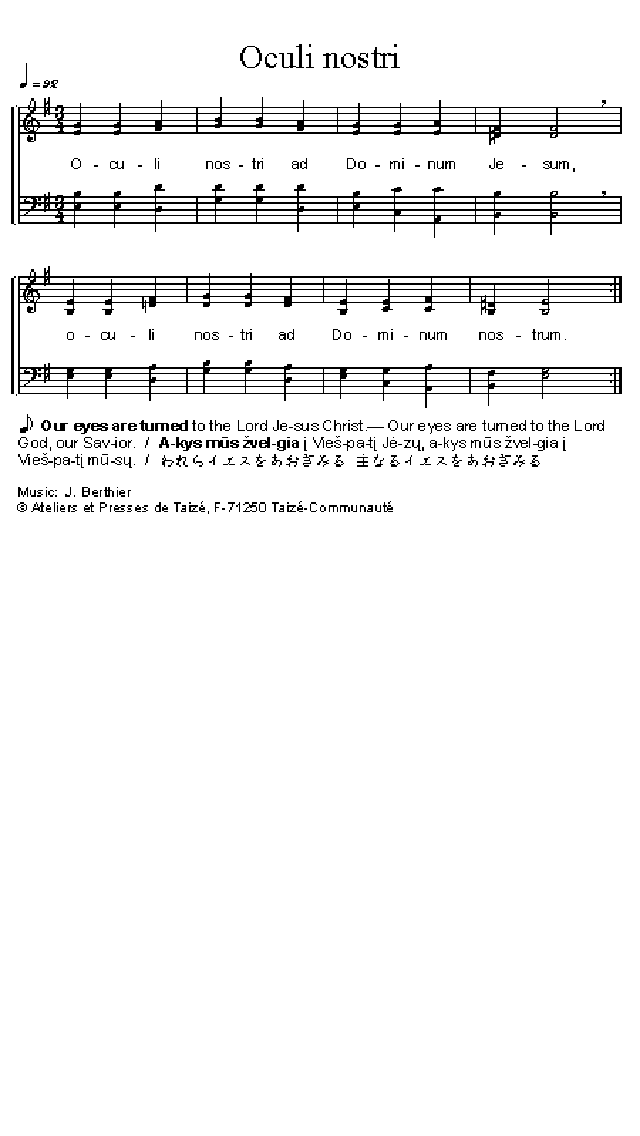 Oculi nostri
♩ = 92
O - cu - li nos - tri ad Do - mi - num Je - sum,
o - cu - li nos - tri ad Do - mi - num nos - trum.
Our eyes are turned to the Lord Je-sus Christ.— Our eyes are turned to the Lord
God, our Sav-ior. / A-kys mūs žvel-gia į Vieš-pa-tį Jė-zų, a-kys mūs žvel-gia į
Vieš-pa-tį mū-sų. / われらイエスをあおぎみる 主なるイエスをあおぎみる
Music: J. Berthier
© Ateliers et Presses de Taizé, F-71250 Taizé-Communauté